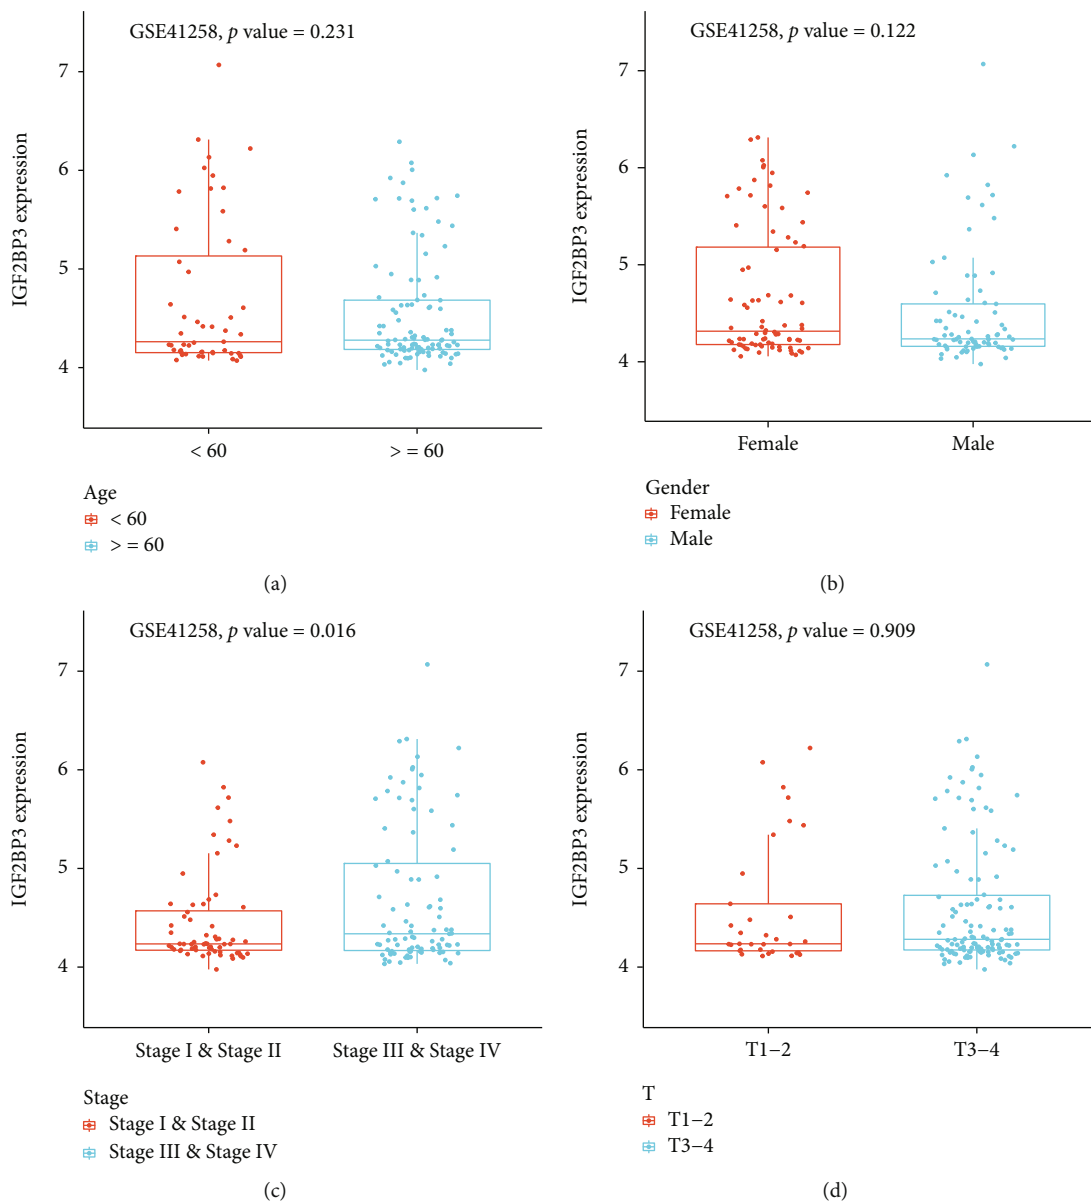 GSE41258, p value = 0.231
IGF2BP3 expression
7
6
5
4
< 60
> = 60
Age
< 60
> = 60
(a)
GSE41258, p value = 0.122
IGF2BP3 expression
7
6
5
4
Female
Male
Gender
Female
Male
(b)
GSE41258, p value = 0.016
IGF2BP3 expression
7
6
5
4
Stage I & Stage II
Stage III & Stage IV
Stage
Stage I & Stage II
Stage III & Stage IV
(c)
GSE41258, p value = 0.909
IGF2BP3 expression
7
6
5
4
T1–2
T3–4
T
T1–2
T3–4
(d)